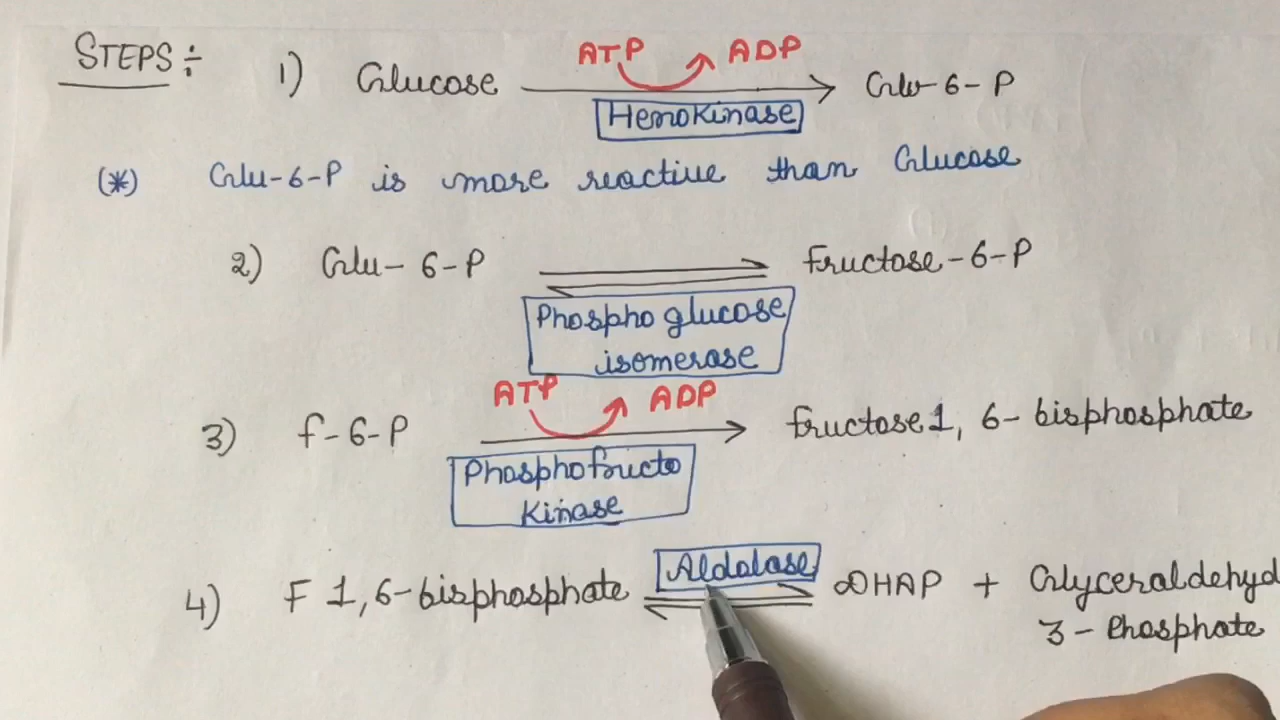 STEPS ÷
1) Glucose ATP ADP Glu-6-P
Hemokinase
(*) Glu-6-P is more reactive than Glucose
2) Glu-6-P Fructose-6-P
Phospho glucose
isomerase
ATP ADP
3) F-6-P Fructose 1, 6-bisphosphate
Phosphofructo
Kinase
Aldolase
4) F 1,6-bisphosphate DHAP + Glyceraldehyd
3-Phosphate